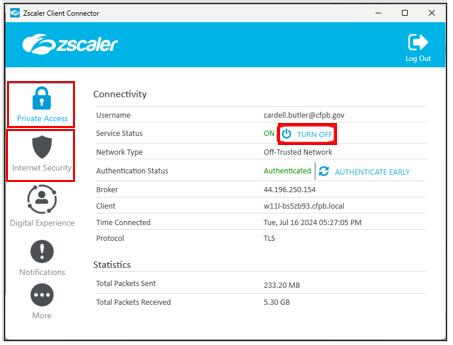 Zscaler Client Connector
zscaler
Log Out
Private Access
Internet Security
Digital Experience
Notifications
More
Connectivity
Username cardell.butler@cfpb.gov
Service Status ON TURN OFF
Network Type Off-Trusted Network
Authentication Status Authenticated AUTHENTICATE EARLY
Broker 44.196.250.154
Client w11l-bs5zb93.cfpb.local
Time Connected Tue, Jul 16 2024 05:27:05 PM
Protocol TLS
Statistics
Total Packets Sent 233.20 MB
Total Packets Received 5.30 GB